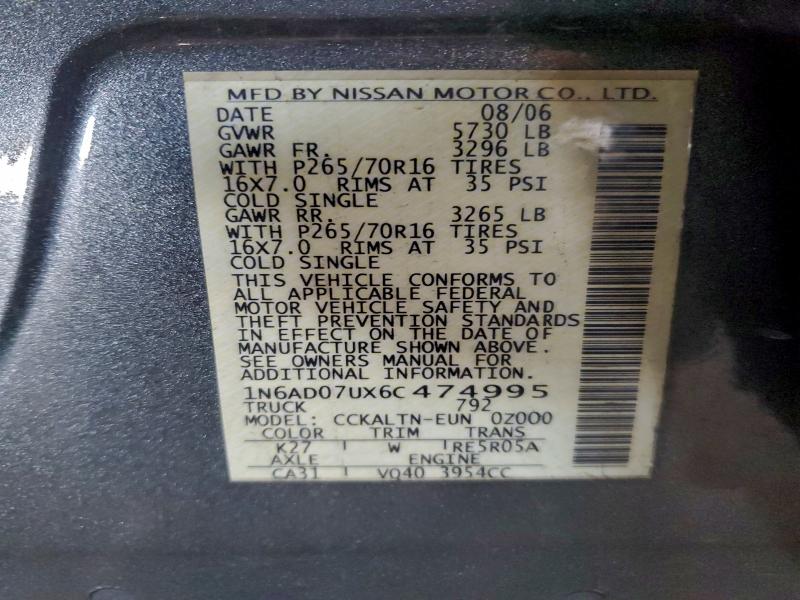 MFD BY NISSAN MOTOR CO., LTD.
DATE 08/06
GVWR 5730 LB
GAWR FR. 3296 LB
WITH P265/70R16 TIRES
16X7.0 RIMS AT 35 PSI
COLD SINGLE
GAWR RR. 3265 LB
WITH P265/70R16 TIRES
16X7.0 RIMS AT 35 PSI
COLD SINGLE
THIS VEHICLE CONFORMS TO
ALL APPLICABLE FEDERAL
MOTOR VEHICLE SAFETY AND
THEFT PREVENTION STANDARDS
IN EFFECT ON THE DATE OF
MANUFACTURE SHOWN ABOVE.
SEE OWNERS MANUAL FOR
ADDITIONAL INFORMATION.
1N6AD07UX6C474995
TRUCK 792
MODEL: CCKALTN-EUN 0Z000
COLOR TRIM TRANS
K27 W RE5R05A
AXLE ENGINE
CA31 VQ40 3954CC